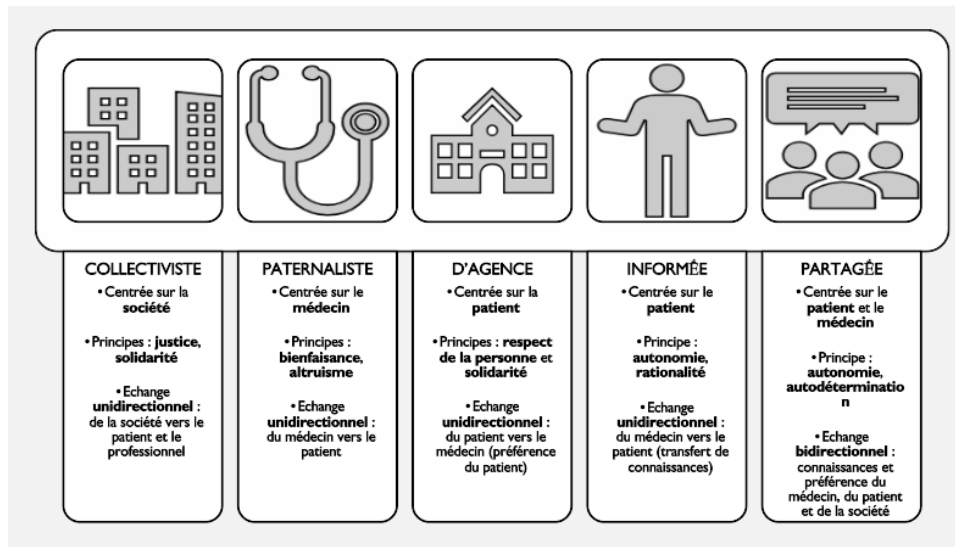 COLLECTIVISTE
• Centrée sur la
société
• Principes : justice,
solidarité
• Echange
unidirectionnel :
de la société vers le
patient et le
professionnel
PATERNALISTE
• Centrée sur le
médecin
• Principes :
bienfaisance,
altruisme
• Echange
unidirectionnel :
du médecin vers le
patient
D'AGENCE
• Centrée sur la
patient
• Principes : respect
de la personne et
solidarité
• Echange
unidirectionnel :
du patient vers le
médecin (préférence
du patient)
INFORMÉE
• Centrée sur le
patient
• Principe :
autonomie,
rationalité
• Echange
unidirectionnel :
du médecin vers le
patient (transfert de
connaissances)
PARTAGÉE
• Centrée sur le
patient et le
médecin
• Principe :
autonomie,
autodéterminatio
n
• Echange
bidirectionnel :
connaissances et
préférence du
médecin, du patient
et de la société